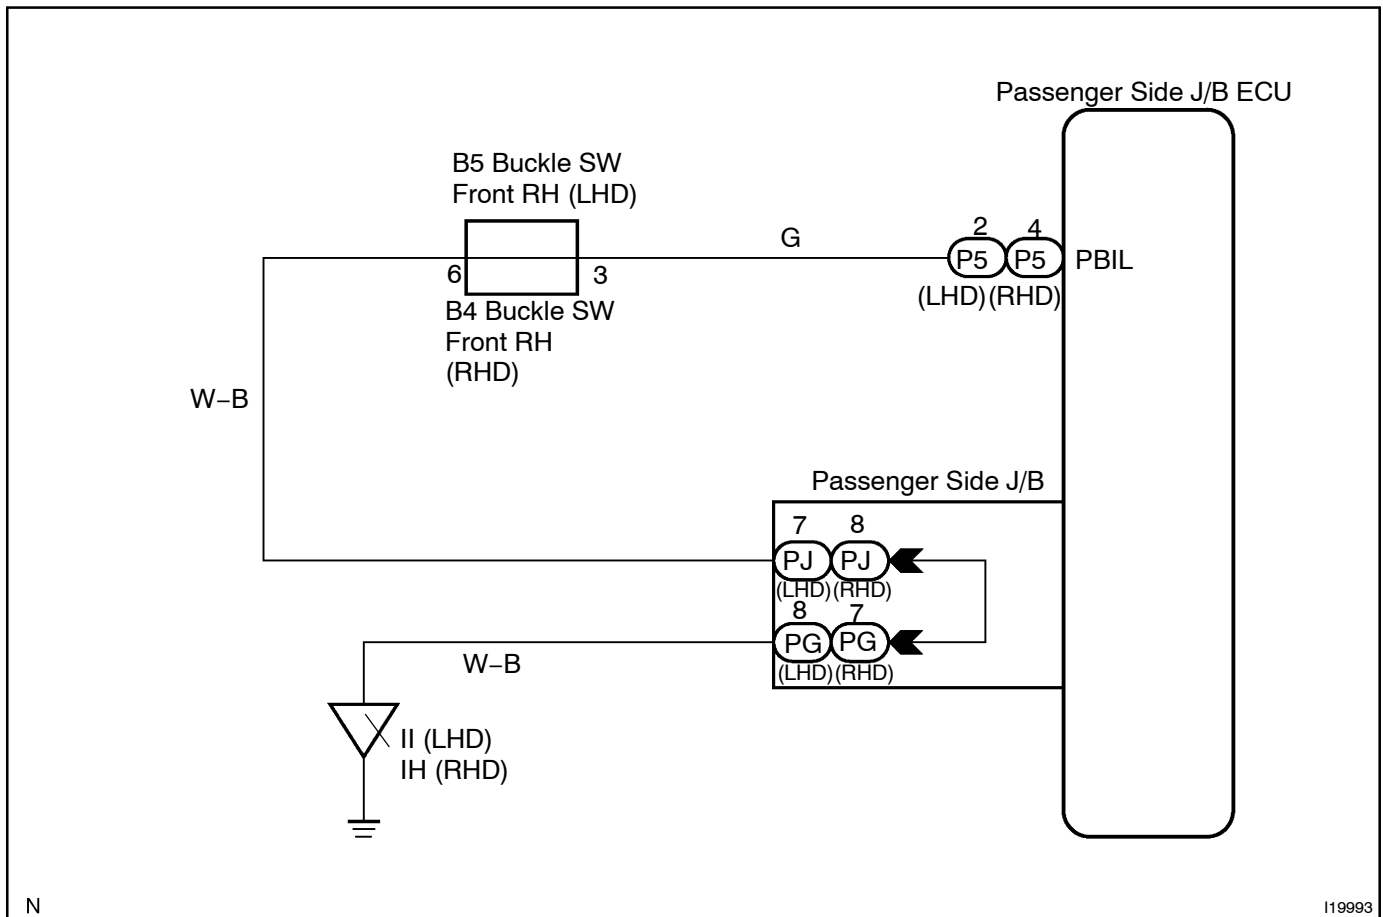 Passenger Side J/B ECU
B5 Buckle SW
Front RH (LHD)
6
3
G
2
4
P5
P5
PBIL
(LHD)
(RHD)
B4 Buckle SW
Front RH
(RHD)
W–B
Passenger Side J/B
7
8
PJ
PJ
(LHD)
(RHD)
8
7
PG
PG
(LHD)
(RHD)
W–B
II (LHD)
IH (RHD)
N
I19993